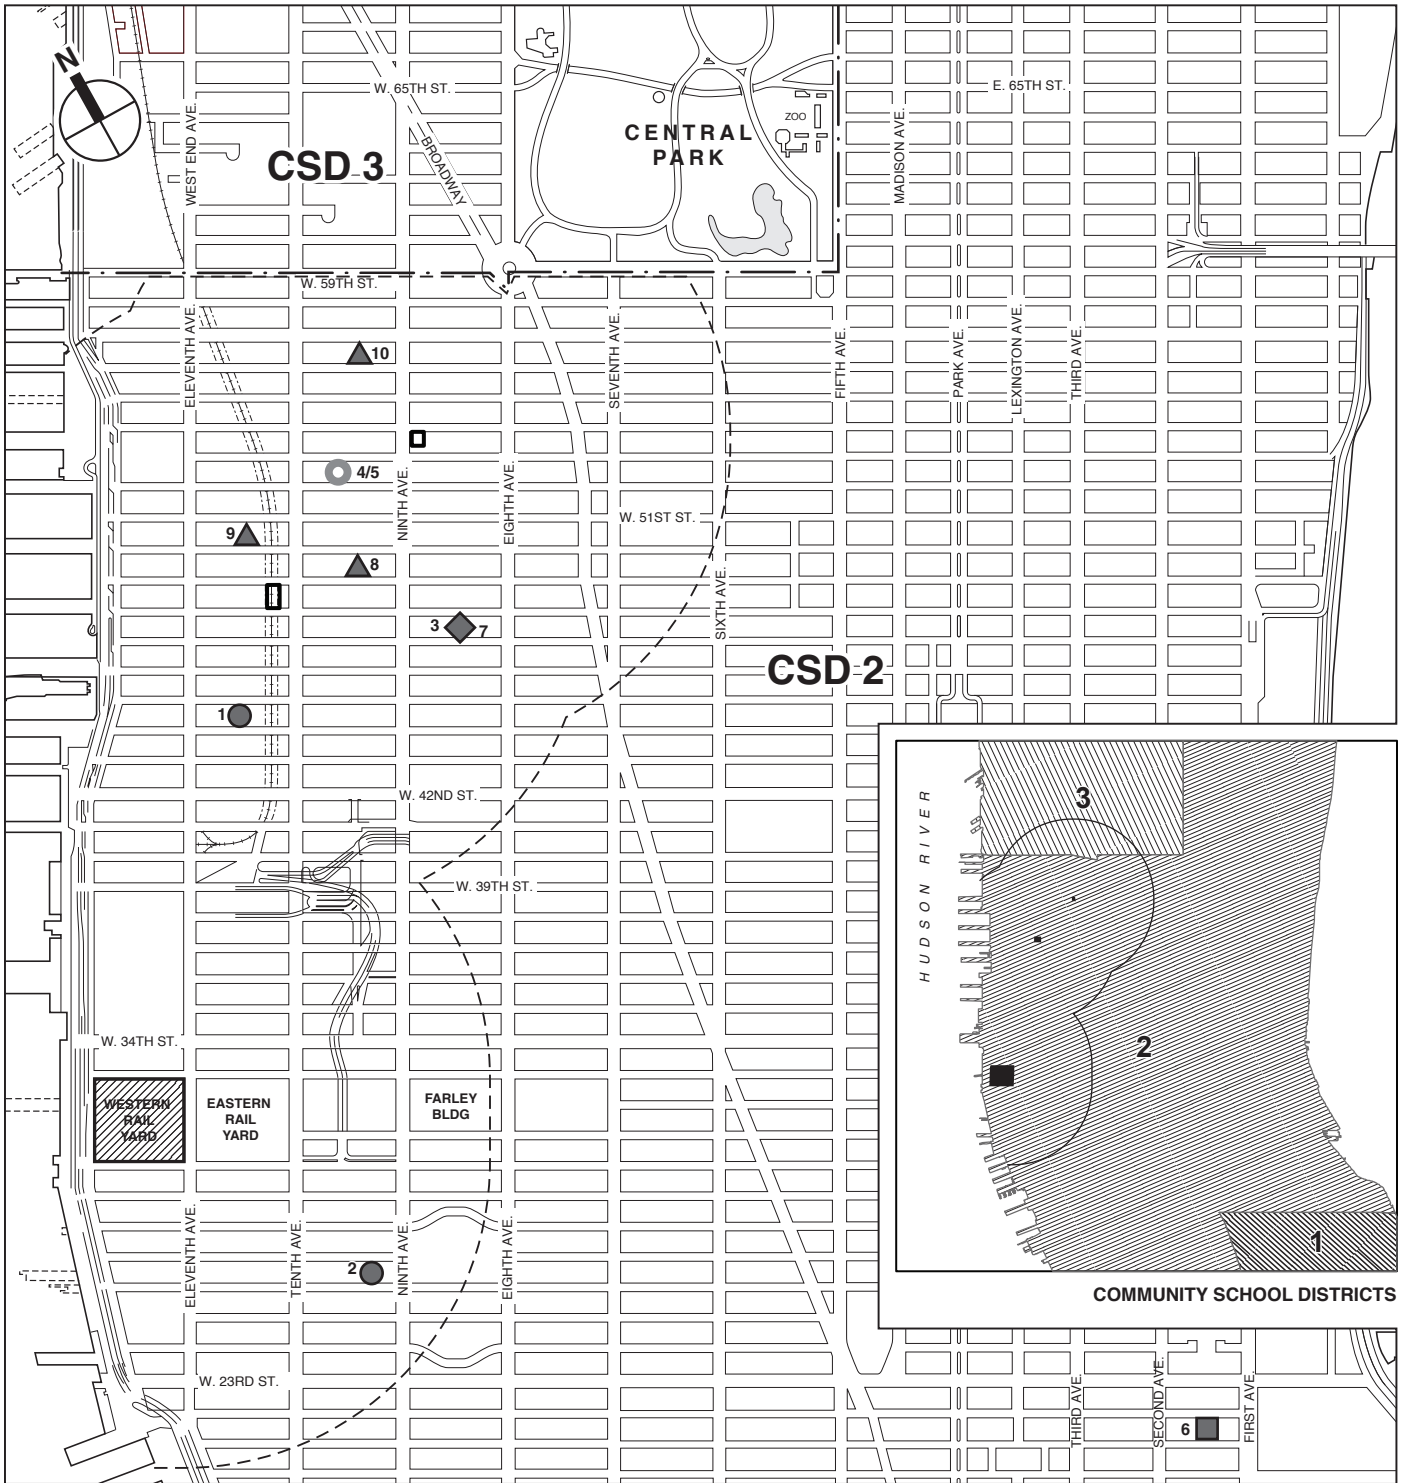 N
W. 65TH ST.
E. 65TH ST.
WEST END AVE.
BROADWAY
CENTRAL
PARK
ZOO
MADISON AVE.
CSD 3
W. 59TH ST.
ELEVENTH AVE.
SEVENTH AVE.
FIFTH AVE.
PARK AVE.
LEXINGTON AVE.
THIRD AVE.
10
4/5
NINTH AVE.
EIGHTH AVE.
W. 51ST ST.
9
8
SIXTH AVE.
3
7
CSD 2
1
W. 42ND ST.
W. 39TH ST.
W. 34TH ST.
WESTERN
RAIL
YARD
EASTERN
RAIL
YARD
FARLEY
BLDG
HUDSON RIVER
3
2
1
COMMUNITY SCHOOL DISTRICTS
ELEVENTH AVE.
TENTH AVE.
NINTH AVE.
EIGHTH AVE.
2
W. 23RD ST.
THIRD AVE.
SECOND AVE.
FIRST AVE.
6